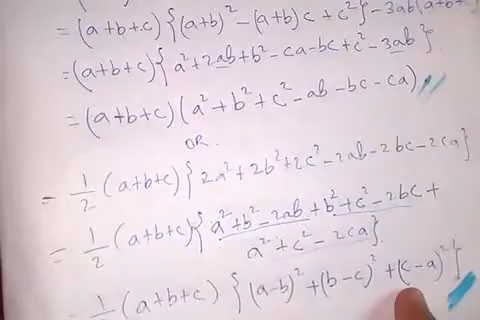 = (a+b+c) {(a+b)² - (a+b)c + c²} - 3ab(a+b+
= (a+b+c) {a² + 2ab + b² - ca - bc + c² - 3ab}
= (a+b+c) (a² + b² + c² - ab - bc - ca)
OR.
= 1/2 (a+b+c) {2a² + 2b² + 2c² - 2ab - 2bc - 2ca}
= 1/2 (a+b+c) {a² + b² - 2ab + b² + c² - 2bc +
a² + c² - 2ca}
1/2 (a+b+c) {(a-b)² + (b-c)² + (c-a)²}